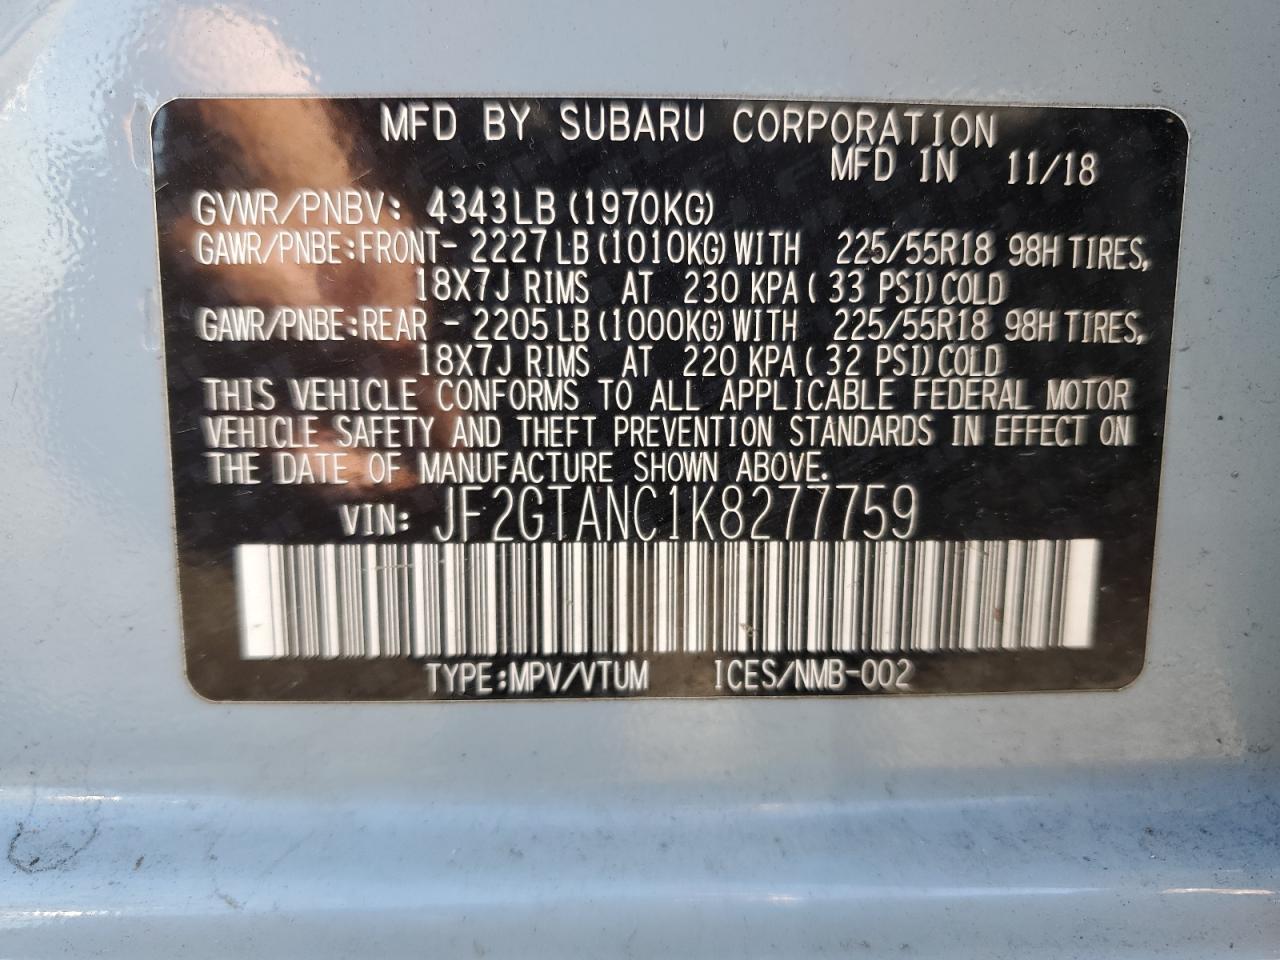 MFD BY SUBARU CORPORATION
MFD IN 11/18
GVWR/PNBV: 4343LB (1970KG)
GAWR/PNBE:FRONT- 2227LB (1010KG) WITH 225/55R18 98H TIRES,
18X7J RIMS AT 230 KPA ( 33 PSI) COLD
GAWR/PNBE:REAR - 2205LB (1000KG) WITH 225/55R18 98H TIRES,
18X7J RIMS AT 220 KPA ( 32 PSI) COLD
THIS VEHICLE CONFORMS TO ALL APPLICABLE FEDERAL MOTOR
VEHICLE SAFETY AND THEFT PREVENTION STANDARDS IN EFFECT ON
THE DATE OF MANUFACTURE SHOWN ABOVE.
VIN: JF2GTANC1K8277759
TYPE:MPV/VTUM ICES/NMB-002